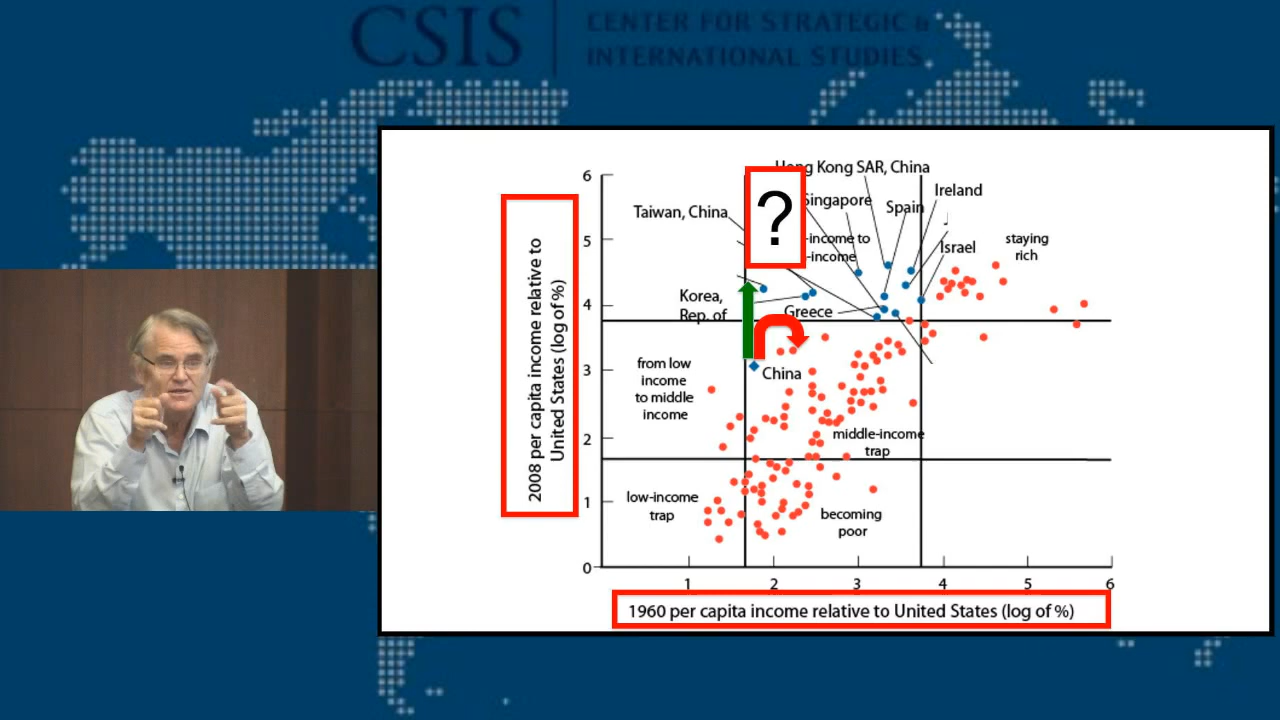 CSIS
CENTER FOR STRATEGIC &
INTERNATIONAL STUDIES
Hong Kong SAR, China
6
Ireland
?
Singapore
Spain
Taiwan, China
-income to
-income
5
Israel
staying
rich
Korea,
Rep. of
4
Greece
from low
income
to middle
income
3
China
2
middle-income
trap
low-income
trap
1
becoming
poor
0
1 2 3 4 5 6
2008 per capita income relative to
United States (log of %)
1960 per capita income relative to United States (log of %)